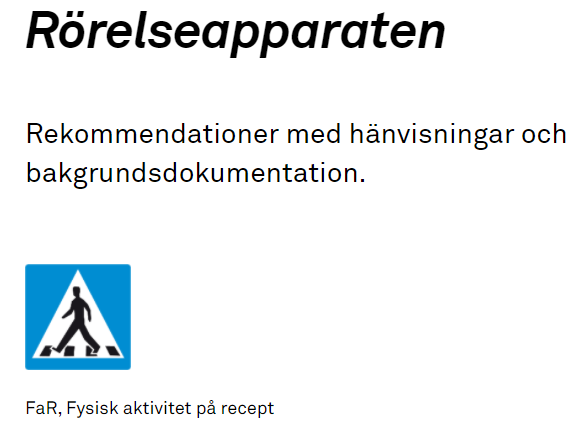 Rörelseapparaten
Rekommendationer med hänvisningar och
bakgrundsdokumentation.
FaR, Fysisk aktivitet på recept